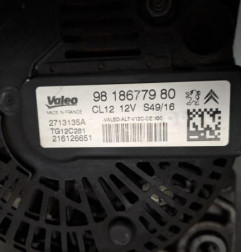 Valeo
MADE IN FRANCE
98 186779 80
CL12 12V S49/16
2713135A
TG12C281
216126651